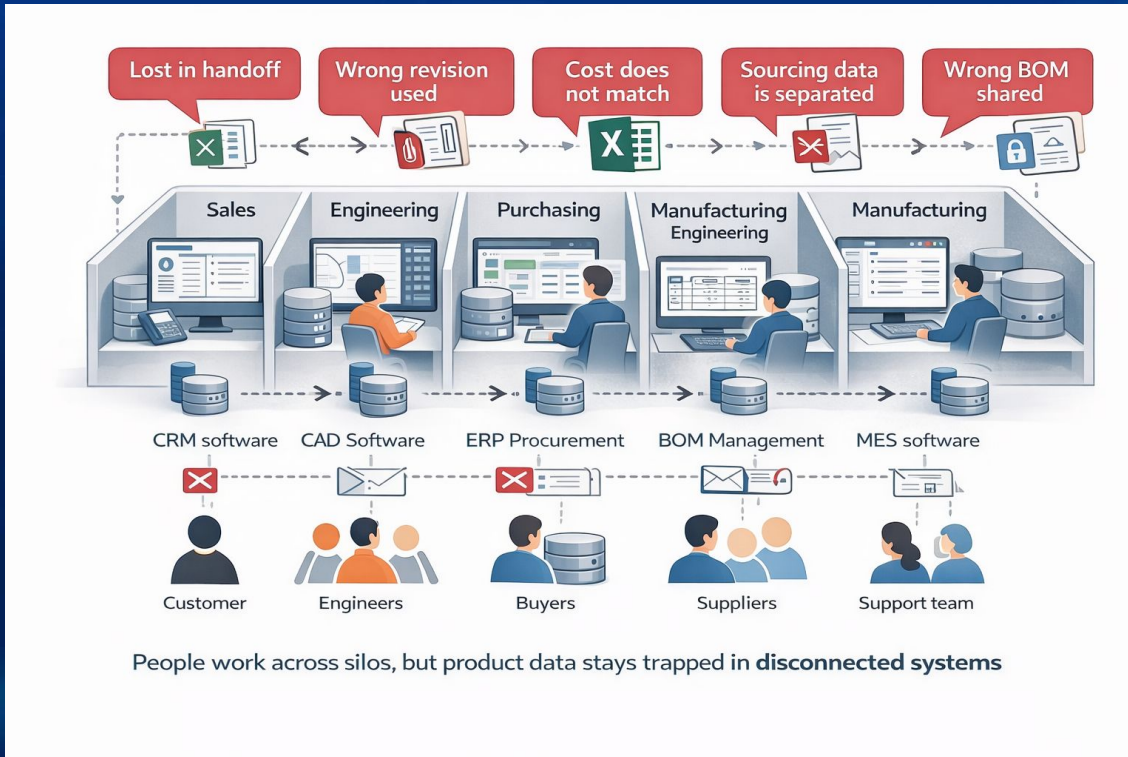 Lost in handoff
Wrong revision
used
Cost does
not match
Sourcing data
is separated
Wrong BOM
shared
X
Sales
Engineering
Purchasing
Manufacturing
Engineering
Manufacturing
CRM software
CAD Software
ERP Procurement
BOM Management
MES software
Customer
Engineers
Buyers
Suppliers
Support team
People work across silos, but product data stays trapped in disconnected systems